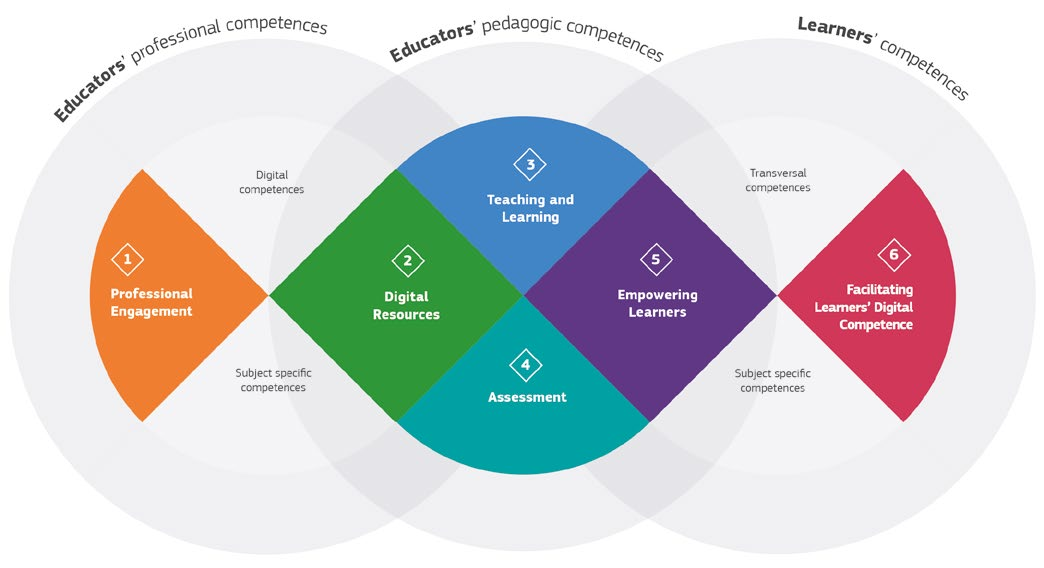 Educators' professional competences
Educators' pedagogic competences
Learners' competences
Digital
competences
Transversal
competences
1
Professional
Engagement
2
Digital
Resources
3
Teaching and
Learning
4
Assessment
5
Empowering
Learners
6
Facilitating
Learners' Digital
Competence
Subject specific
competences
Subject specific
competences